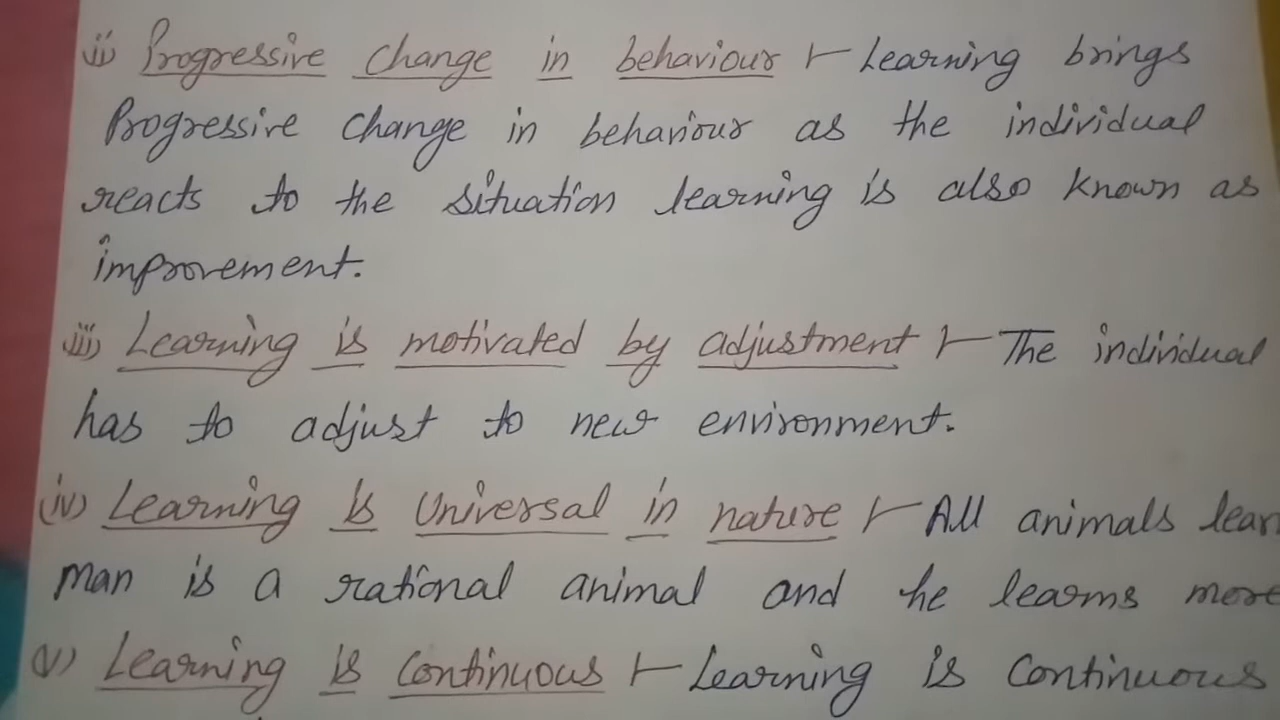 ii) Progressive change in behaviour :- Learning brings
Progressive change in behaviour as the individual
reacts to the situation learning is also known as
improvement.
iii) Learning is motivated by adjustment :- The individual
has to adjust to new environment.
(iv) Learning is Universal in nature :- All animals lear
man is a rational animal and he learns more
(v) Learning is Continuous :- Learning is Continuous